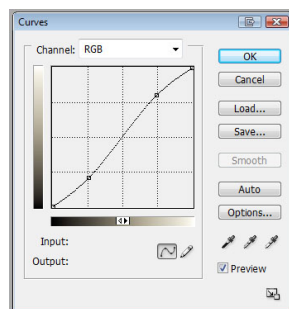 Curves
Channel: RGB
OK
Cancel
Load...
Save...
Smooth
Auto
Options...
Input:
Output:
Preview